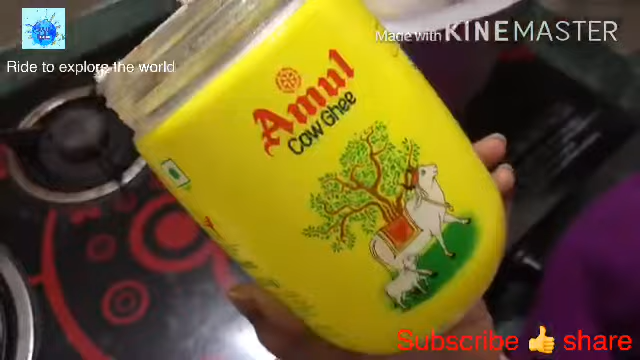 Made with KINEMASTER
Ride to explore the world
Amul
Cow Ghee
Subscribe 👍 share